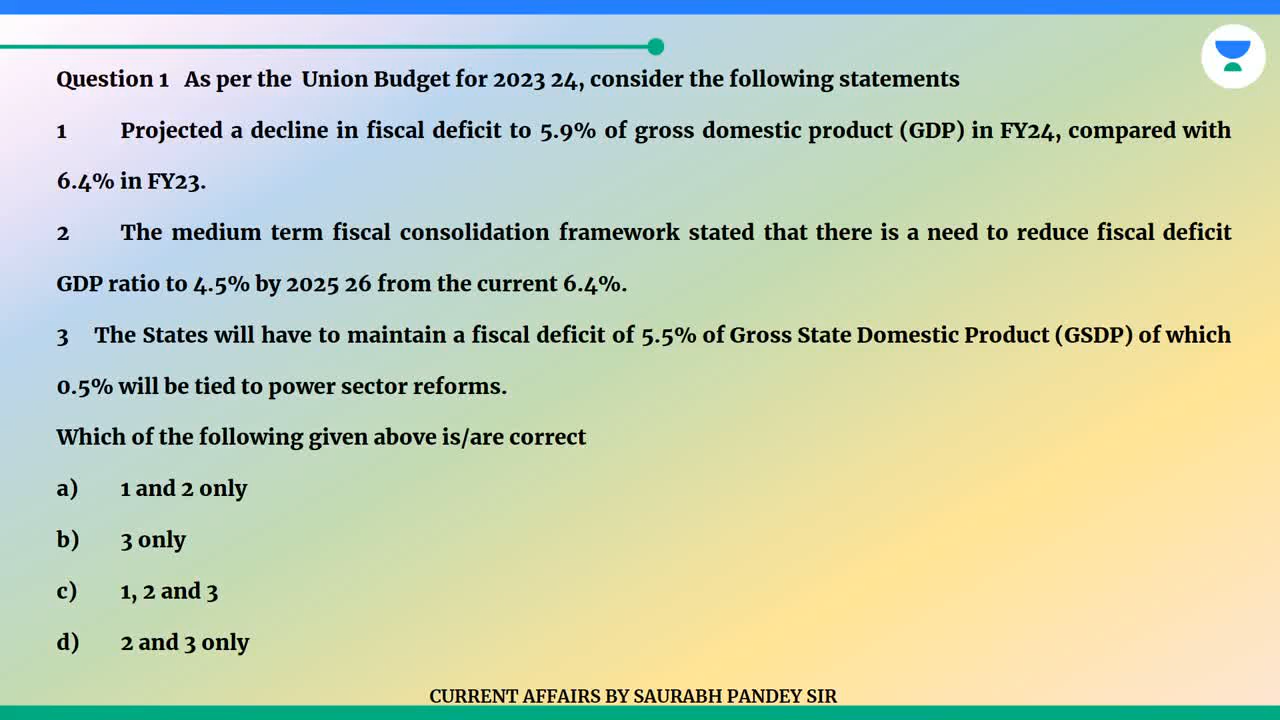 Question 1 As per the Union Budget for 2023 24, consider the following statements
1 Projected a decline in fiscal deficit to 5.9% of gross domestic product (GDP) in FY24, compared with
6.4% in FY23.
2 The medium term fiscal consolidation framework stated that there is a need to reduce fiscal deficit
GDP ratio to 4.5% by 2025 26 from the current 6.4%.
3 The States will have to maintain a fiscal deficit of 5.5% of Gross State Domestic Product (GSDP) of which
0.5% will be tied to power sector reforms.
Which of the following given above is/are correct
a) 1 and 2 only
b) 3 only
c) 1, 2 and 3
d) 2 and 3 only
CURRENT AFFAIRS BY SAURABH PANDEY SIR